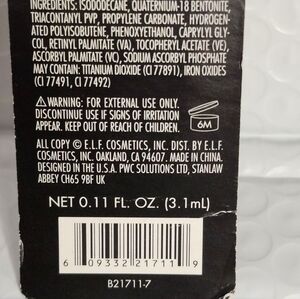 INGREDIENTS: ISODODECANE, QUATERNIUM-18 BENTONITE,
TRIACONTANYL PVP, PROPYLENE CARBONATE, HYDROGEN-
ATED POLYISOBUTENE, PHENOXYETHANOL, CAPRYLYL GLY-
COL, RETINYL PALMITATE (VA), TOCOPHERYL ACETATE (VE),
ASCORBYL PALMITATE (VC), SODIUM ASCORBYL PHOSPHATE
MAY CONTAIN: TITANIUM DIOXIDE (CI 77891), IRON OXIDES
(CI 77491, CI 77492)
⚠WARNING: FOR EXTERNAL USE ONLY.
DISCONTINUE USE IF SIGNS OF IRRITATION
APPEAR. KEEP OUT OF REACH OF CHILDREN.
6M
ALL COPY © E.L.F. COSMETICS, INC. DIST. BY E.L.F.
COSMETICS, INC. OAKLAND, CA 94607. MADE IN CHINA.
DESIGNED IN THE U.S.A. PWC SOLUTIONS LTD, STANLAW
ABBEY CH65 9BF UK
NET 0.11 FL. OZ. (3.1mL)
6 09332 21711 9
B21711-7